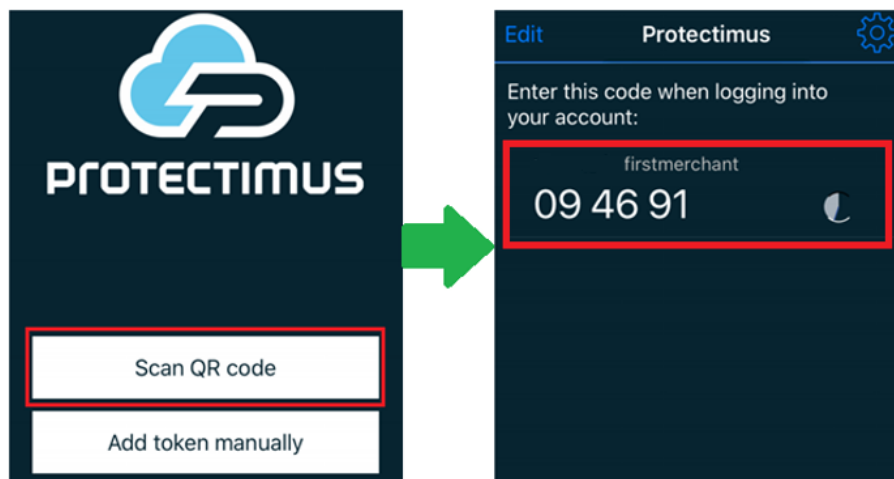 PROTECTIMUS
Scan QR code
Add token manually
Edit
Protectimus
Enter this code when logging into
your account:
firstmerchant
09 46 91